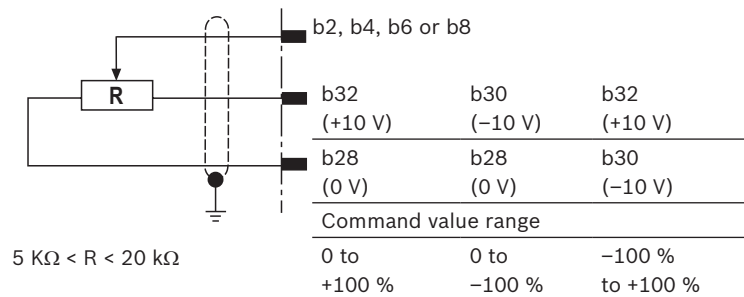 b2, b4, b6 or b8
R
b32 b30 b32
(+10 V) (−10 V) (+10 V)
b28 b28 b30
(0 V) (0 V) (−10 V)
Command value range
5 KΩ < R < 20 kΩ
0 to 0 to −100 %
+100 % −100 % to +100 %